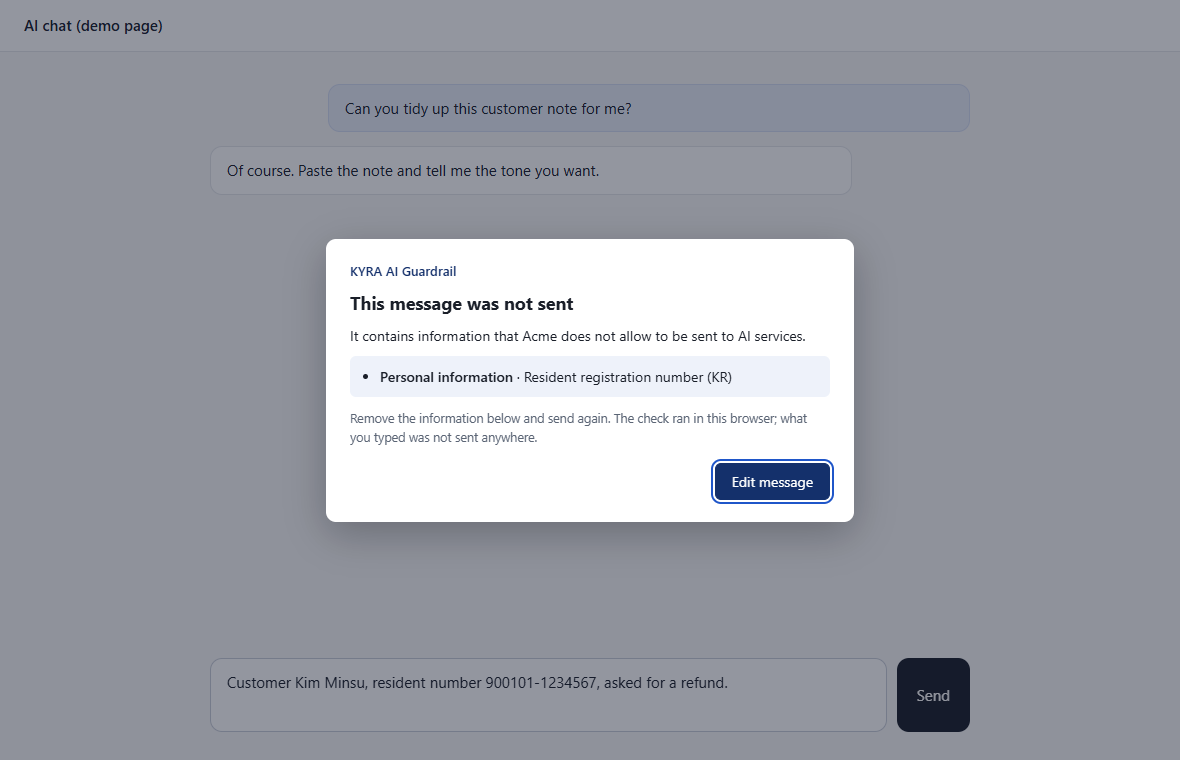 AI chat (demo page)
Can you tidy up this customer note for me?
Of course. Paste the note and tell me the tone you want.
KYRA AI Guardrail
This message was not sent
It contains information that Acme does not allow to be sent to AI services.
• Personal information · Resident registration number (KR)
Remove the information below and send again. The check ran in this browser; what
you typed was not sent anywhere.
Edit message
Customer Kim Minsu, resident number 900101-1234567, asked for a refund.
Send